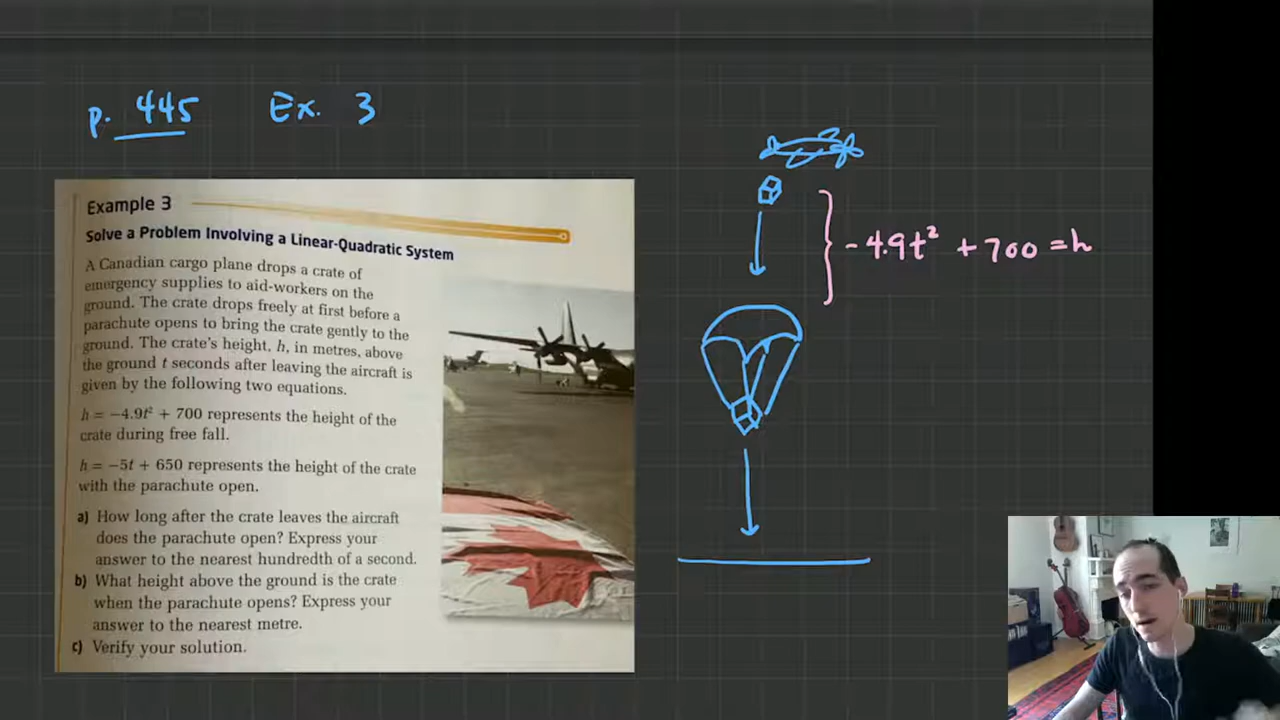 p. 445 Ex. 3
Example 3
Solve a Problem Involving a Linear-Quadratic System
A Canadian cargo plane drops a crate of
emergency supplies to aid-workers on the
ground. The crate drops freely at first before a
parachute opens to bring the crate gently to the
ground. The crate's height, h, in metres, above
the ground t seconds after leaving the aircraft is
given by the following two equations.
h = −4.9t² + 700 represents the height of the
crate during free fall.
h = −5t + 650 represents the height of the crate
with the parachute open.
a) How long after the crate leaves the aircraft
does the parachute open? Express your
answer to the nearest hundredth of a second.
b) What height above the ground is the crate
when the parachute opens? Express your
answer to the nearest metre.
c) Verify your solution.
-4.9t² + 700 = h